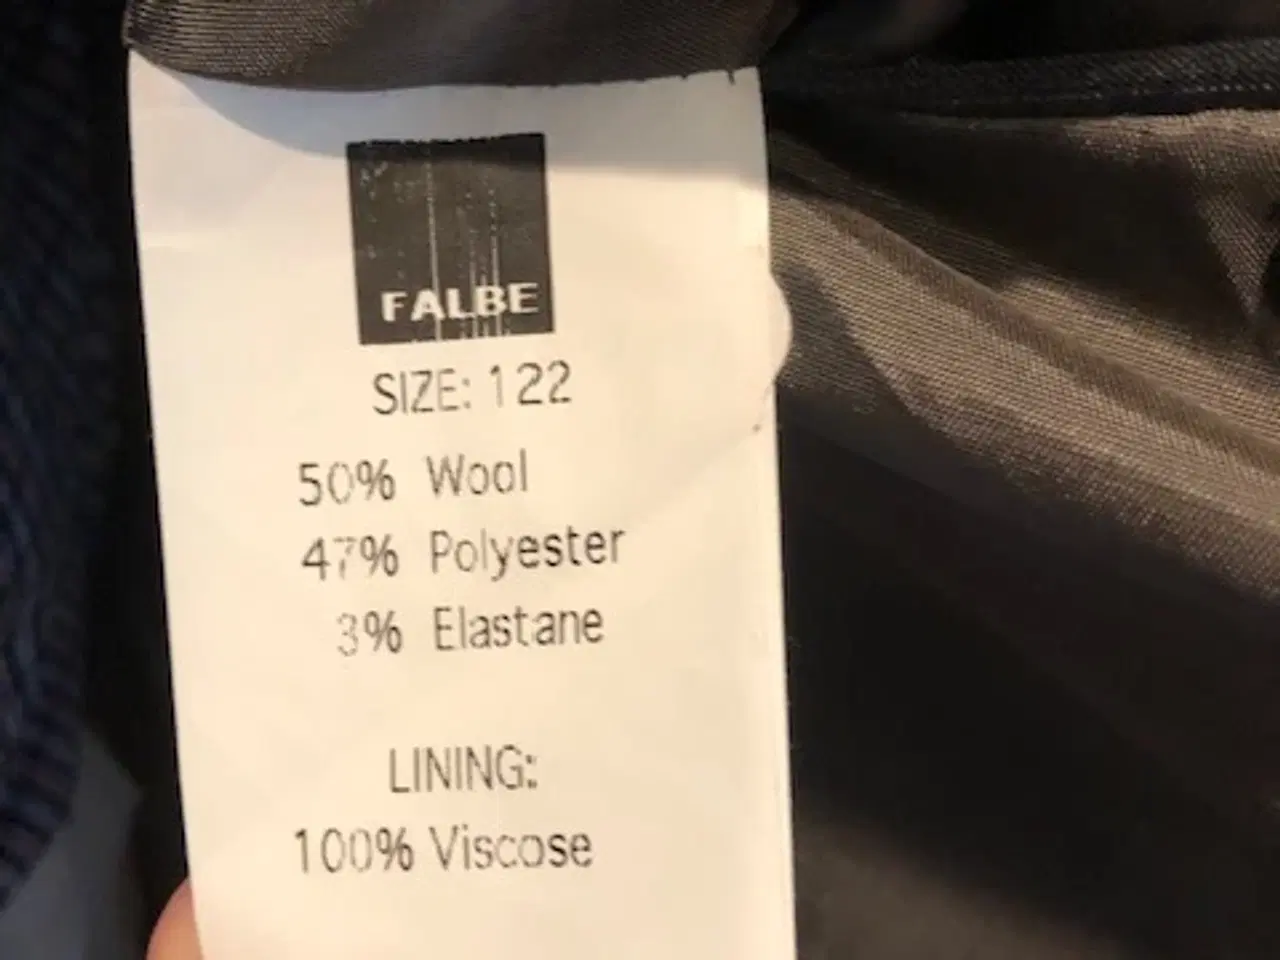 FALBE
SIZE: 122
50% Wool
47% Polyester
3% Elastane
LINING:
100% Viscose